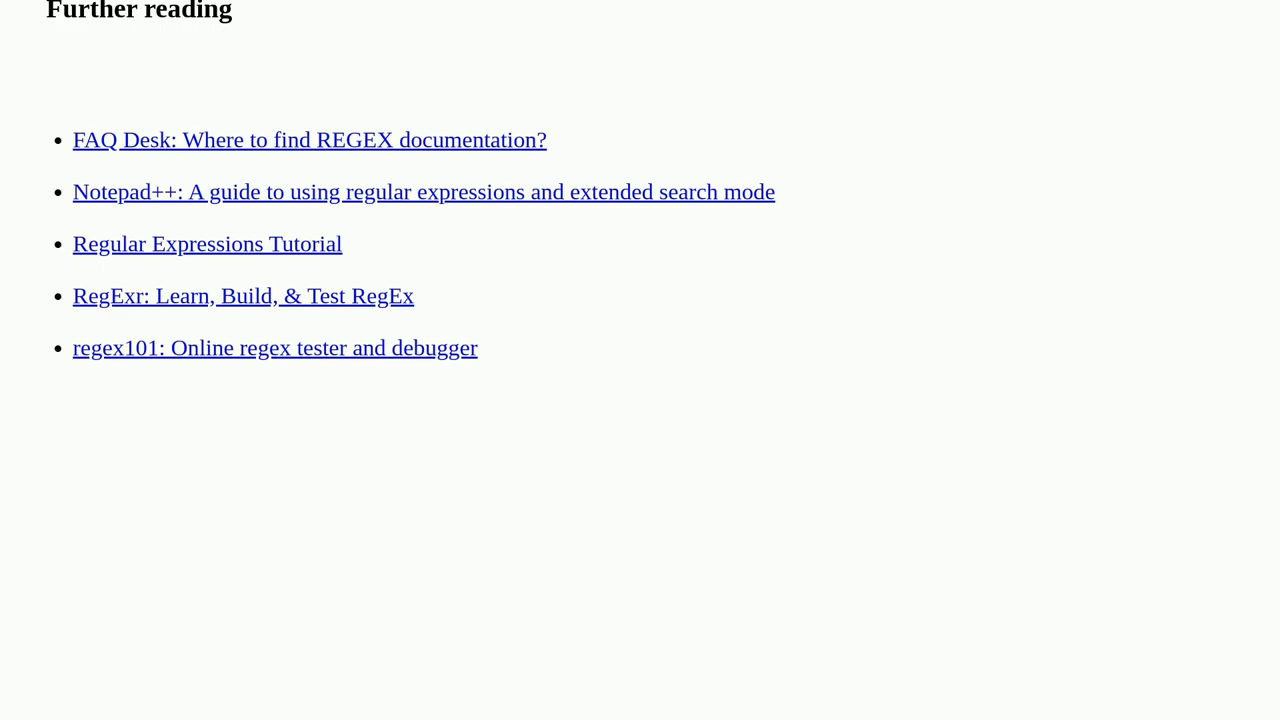 Further reading
FAQ Desk: Where to find REGEX documentation?
Notepad++: A guide to using regular expressions and extended search mode
Regular Expressions Tutorial
RegExr: Learn, Build, & Test RegEx
regex101: Online regex tester and debugger